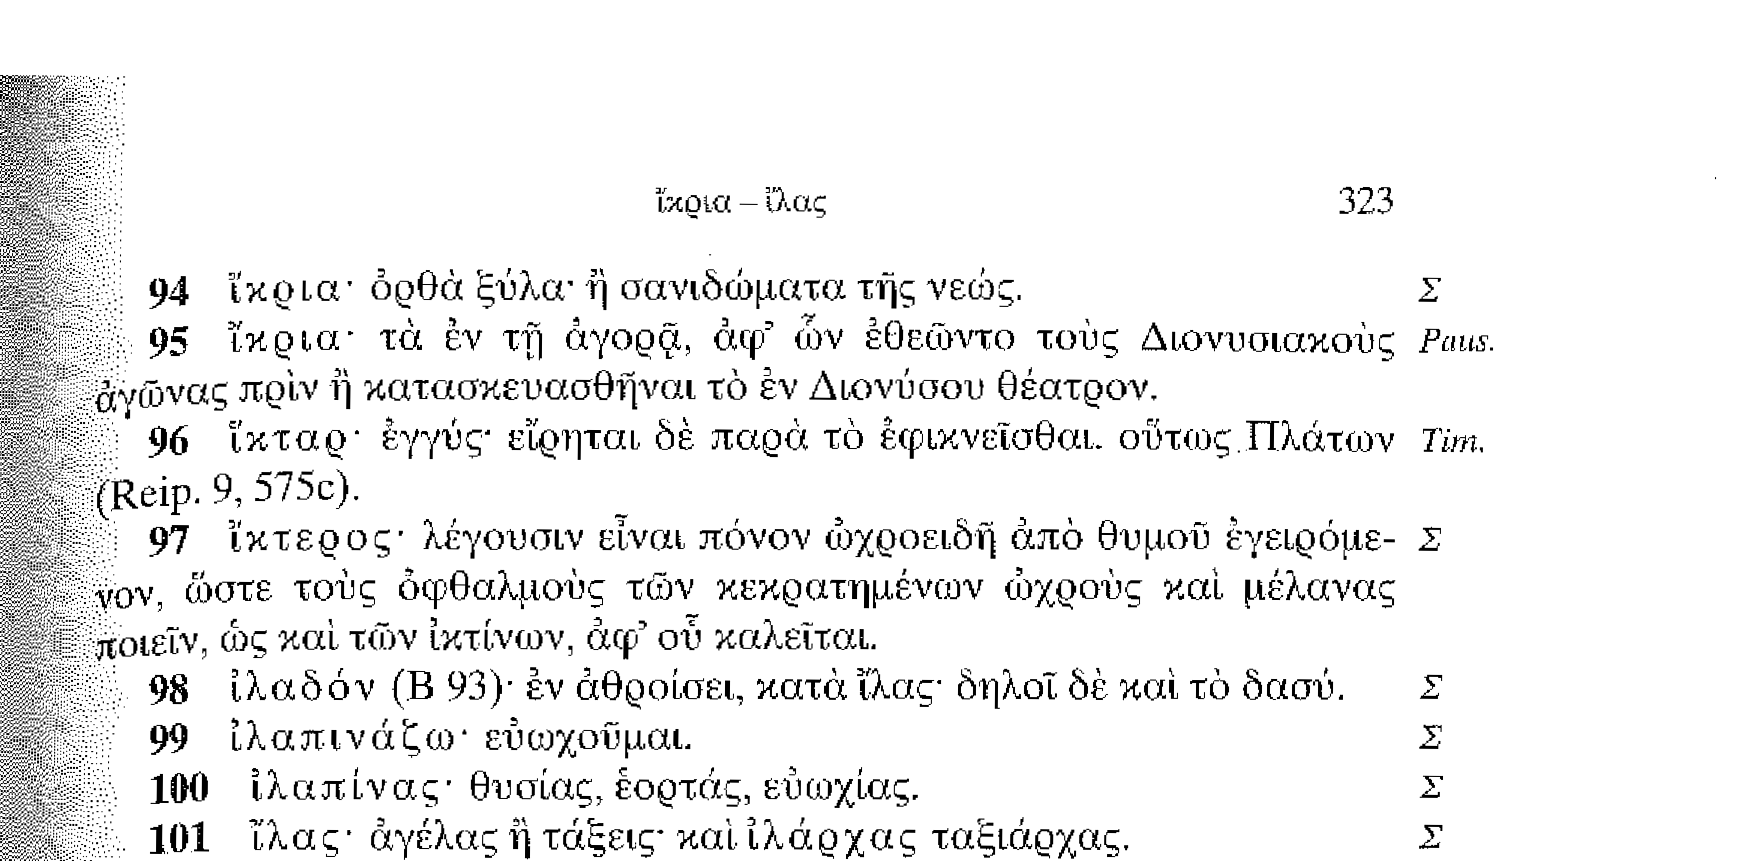 ἴκρια – ἴλας 323
94 ἴκρια· ὀρθὰ ξύλα· ἢ σανιδώματα τῆς νεώς. Σ
95 ἴκρια· τὰ ἐν τῇ ἀγορᾷ, ἀφ’ ὧν ἐθεῶντο τοὺς Διονυσιακοὺς Paus.
ἀγῶνας πρὶν ἢ κατασκευασθῆναι τὸ ἐν Διονύσου θέατρον.
96 ἴκταρ· ἐγγύς· εἴρηται δὲ παρὰ τὸ ἐφικνεῖσθαι. οὕτως Πλάτων Tim.
(Reip. 9, 575c).
97 ἴκτερος· λέγουσιν εἶναι πόνον ὠχροειδῆ ἀπὸ θυμοῦ ἐγειρόμε- Σ
νον, ὥστε τοὺς ὀφθαλμοὺς τῶν κεκρατημένων ὠχροὺς καὶ μέλανας
ποιεῖν, ὡς καὶ τῶν ἰκτίνων, ἀφ’ οὗ καλεῖται.
98 ἰλαδόν (Β 93)· ἐν ἀθροίσει, κατὰ ἴλας· δηλοῖ δὲ καὶ τὸ δασύ. Σ
99 ἰλαπινάζω· εὐωχοῦμαι. Σ
100 ἰλαπίνας· θυσίας, ἑορτάς, εὐωχίας. Σ
101 ἴλας· ἀγέλας ἢ τάξεις· καὶ ἰλάρχας ταξιάρχας. Σ